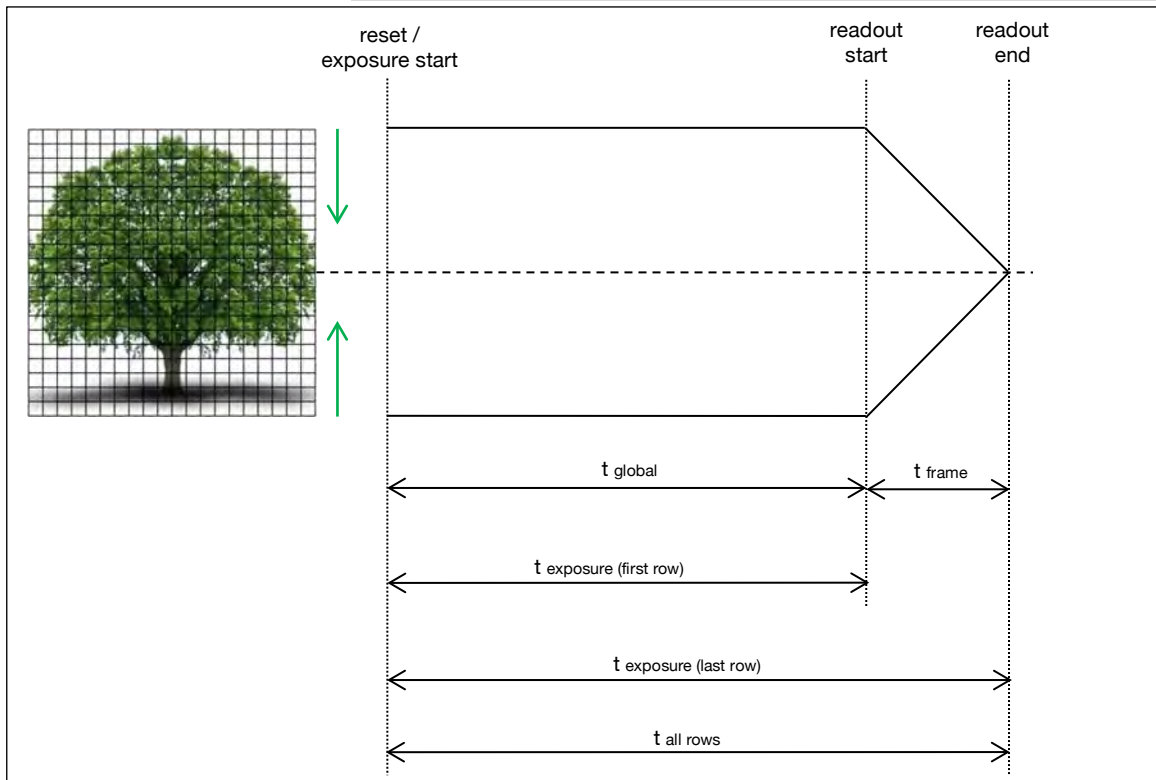 reset /
exposure start
readout
start
readout
end
t global
t frame
t exposure (first row)
t exposure (last row)
t all rows